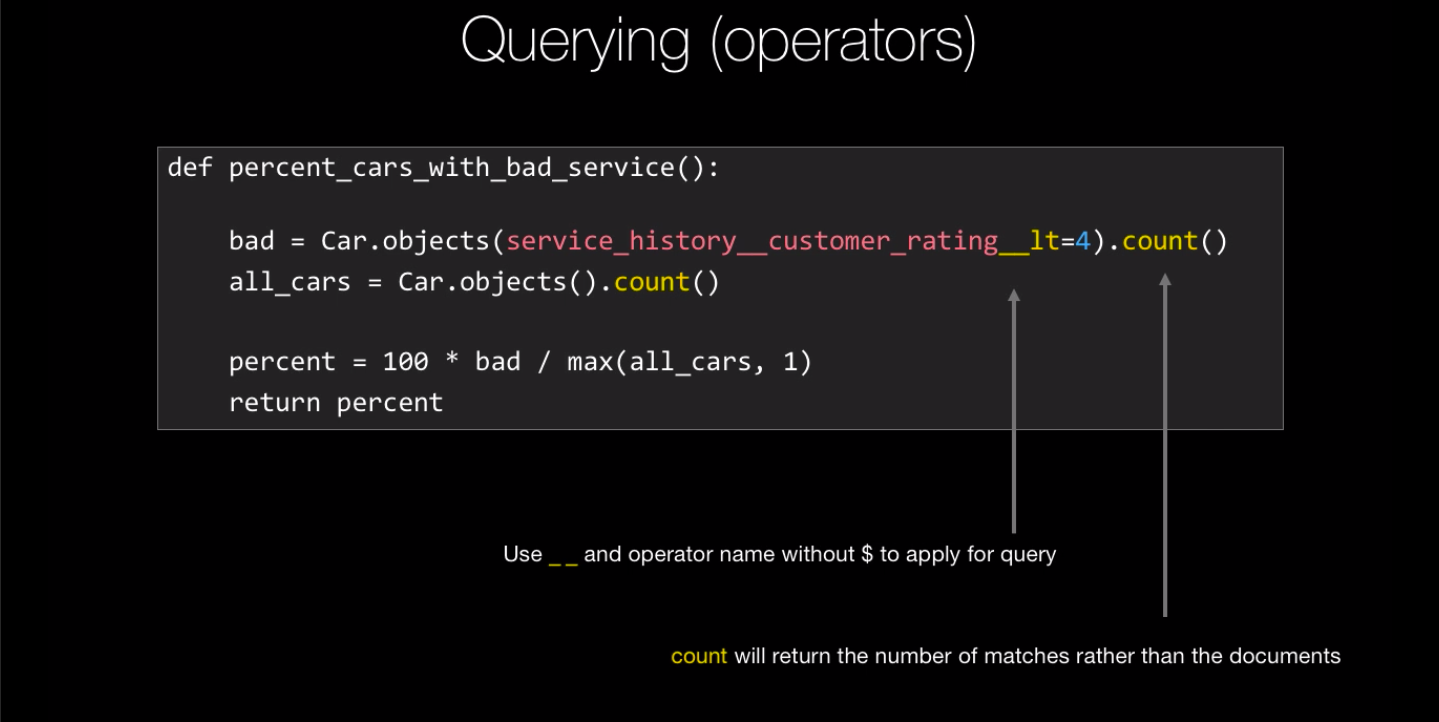 Querying (operators)
def percent_cars_with_bad_service():
    bad = Car.objects(service_history__customer_rating__lt=4).count()
    all_cars = Car.objects().count()
    percent = 100 * bad / max(all_cars, 1)
    return percent
Use __ and operator name without $ to apply for query
count will return the number of matches rather than the documents